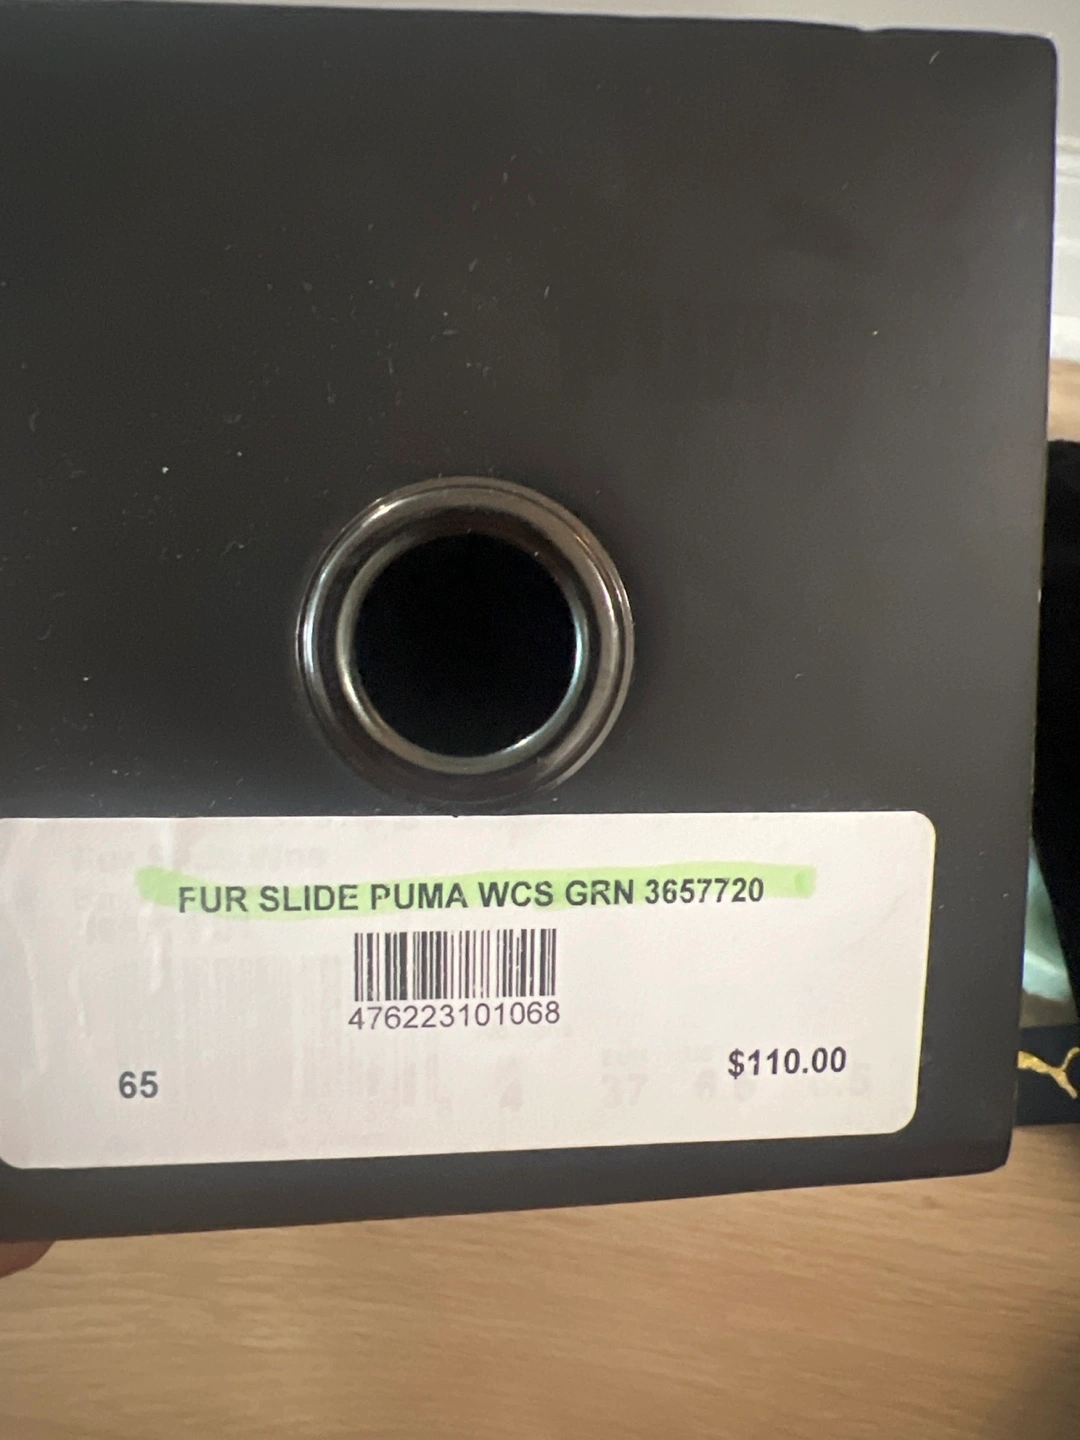 FUR SLIDE PUMA WCS GRN 3657720
476223101068
$110.00
65